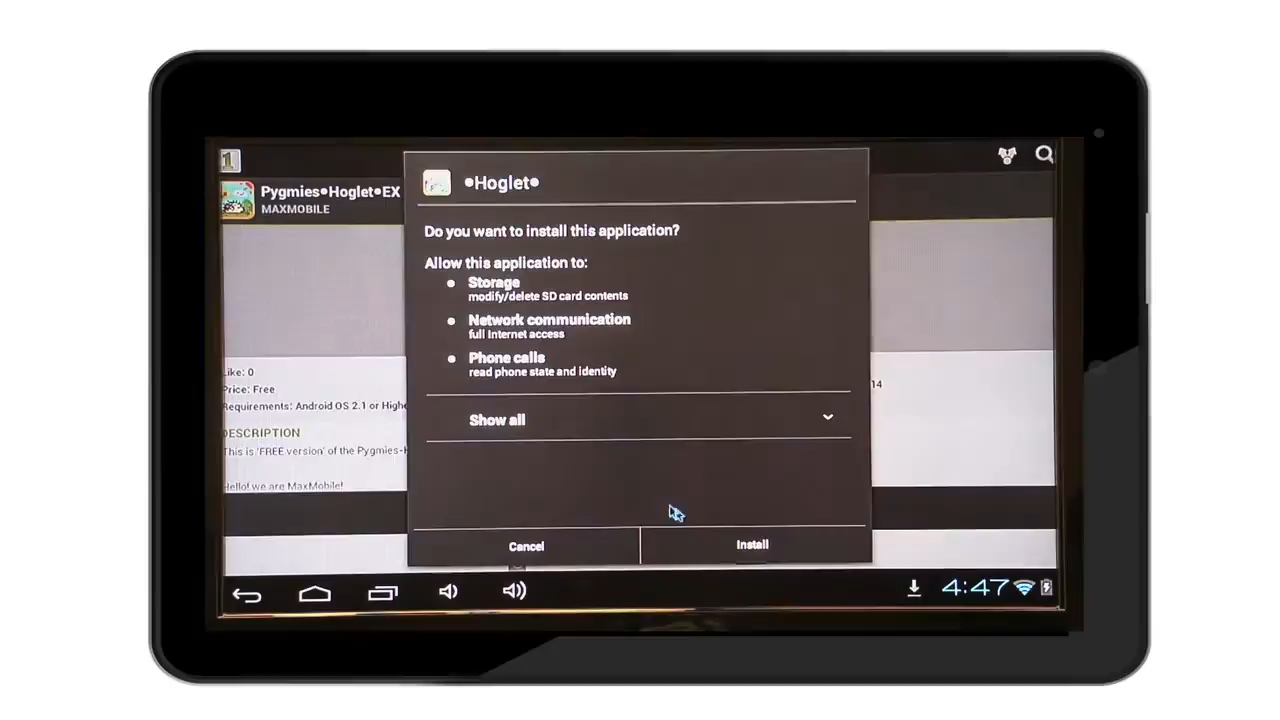 1
Pygmies•Hoglet•EX
MAXMOBILE
•Hoglet•
Do you want to install this application?
Allow this application to:
• Storage
modify/delete SD card contents
• Network communication
full Internet access
• Phone calls
read phone state and identity
Show all
Cancel
Install
Like: 0
Price: Free
Requirements: Android OS 2.1 or Highe
14
DESCRIPTION
This is 'FREE version' of the Pygmies-H
Hello! we are MaxMobile!
4:47